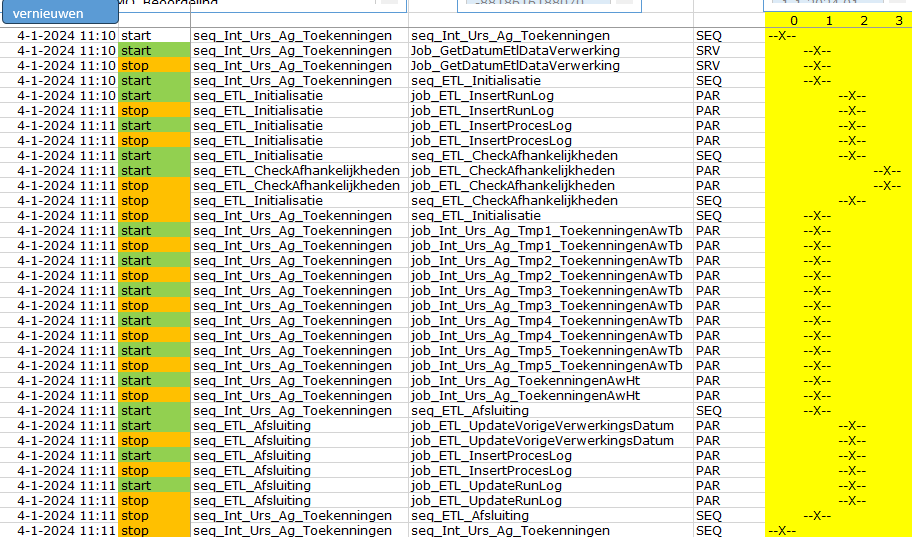 MO_Beoordeling
vernieuwen
0 1 2 3
4-1-2024 11:10 start seq_Int_Urs_Ag_Toekenningen seq_Int_Urs_Ag_Toekenningen SEQ --X--
4-1-2024 11:10 start seq_Int_Urs_Ag_Toekenningen Job_GetDatumEtlDataVerwerking SRV --X--
4-1-2024 11:10 stop seq_Int_Urs_Ag_Toekenningen Job_GetDatumEtlDataVerwerking SRV --X--
4-1-2024 11:10 start seq_Int_Urs_Ag_Toekenningen seq_ETL_Initialisatie SEQ --X--
4-1-2024 11:10 start seq_ETL_Initialisatie job_ETL_InsertRunLog PAR --X--
4-1-2024 11:11 stop seq_ETL_Initialisatie job_ETL_InsertRunLog PAR --X--
4-1-2024 11:11 start seq_ETL_Initialisatie job_ETL_InsertProcesLog PAR --X--
4-1-2024 11:11 stop seq_ETL_Initialisatie job_ETL_InsertProcesLog PAR --X--
4-1-2024 11:11 start seq_ETL_Initialisatie seq_ETL_CheckAfhankelijkheden SEQ --X--
4-1-2024 11:11 start seq_ETL_CheckAfhankelijkheden job_ETL_CheckAfhankelijkheden PAR --X--
4-1-2024 11:11 stop seq_ETL_CheckAfhankelijkheden job_ETL_CheckAfhankelijkheden PAR --X--
4-1-2024 11:11 stop seq_ETL_Initialisatie seq_ETL_CheckAfhankelijkheden SEQ --X--
4-1-2024 11:11 stop seq_Int_Urs_Ag_Toekenningen seq_ETL_Initialisatie SEQ --X--
4-1-2024 11:11 start seq_Int_Urs_Ag_Toekenningen job_Int_Urs_Ag_Tmp1_ToekenningenAwTb PAR --X--
4-1-2024 11:11 stop seq_Int_Urs_Ag_Toekenningen job_Int_Urs_Ag_Tmp1_ToekenningenAwTb PAR --X--
4-1-2024 11:11 start seq_Int_Urs_Ag_Toekenningen job_Int_Urs_Ag_Tmp2_ToekenningenAwTb PAR --X--
4-1-2024 11:11 stop seq_Int_Urs_Ag_Toekenningen job_Int_Urs_Ag_Tmp2_ToekenningenAwTb PAR --X--
4-1-2024 11:11 start seq_Int_Urs_Ag_Toekenningen job_Int_Urs_Ag_Tmp3_ToekenningenAwTb PAR --X--
4-1-2024 11:11 stop seq_Int_Urs_Ag_Toekenningen job_Int_Urs_Ag_Tmp3_ToekenningenAwTb PAR --X--
4-1-2024 11:11 start seq_Int_Urs_Ag_Toekenningen job_Int_Urs_Ag_Tmp4_ToekenningenAwTb PAR --X--
4-1-2024 11:11 stop seq_Int_Urs_Ag_Toekenningen job_Int_Urs_Ag_Tmp4_ToekenningenAwTb PAR --X--
4-1-2024 11:11 start seq_Int_Urs_Ag_Toekenningen job_Int_Urs_Ag_Tmp5_ToekenningenAwTb PAR --X--
4-1-2024 11:11 stop seq_Int_Urs_Ag_Toekenningen job_Int_Urs_Ag_Tmp5_ToekenningenAwTb PAR --X--
4-1-2024 11:11 start seq_Int_Urs_Ag_Toekenningen job_Int_Urs_Ag_ToekenningenAwHt PAR --X--
4-1-2024 11:11 stop seq_Int_Urs_Ag_Toekenningen job_Int_Urs_Ag_ToekenningenAwHt PAR --X--
4-1-2024 11:11 start seq_Int_Urs_Ag_Toekenningen seq_ETL_Afsluiting SEQ --X--
4-1-2024 11:11 start seq_ETL_Afsluiting job_ETL_UpdateVorigeVerwerkingsDatum PAR --X--
4-1-2024 11:11 stop seq_ETL_Afsluiting job_ETL_UpdateVorigeVerwerkingsDatum PAR --X--
4-1-2024 11:11 start seq_ETL_Afsluiting job_ETL_InsertProcesLog PAR --X--
4-1-2024 11:11 stop seq_ETL_Afsluiting job_ETL_InsertProcesLog PAR --X--
4-1-2024 11:11 start seq_ETL_Afsluiting job_ETL_UpdateRunLog PAR --X--
4-1-2024 11:11 stop seq_ETL_Afsluiting job_ETL_UpdateRunLog PAR --X--
4-1-2024 11:11 stop seq_Int_Urs_Ag_Toekenningen seq_ETL_Afsluiting SEQ --X--
4-1-2024 11:11 stop seq_Int_Urs_Ag_Toekenningen seq_Int_Urs_Ag_Toekenningen SEQ --X--